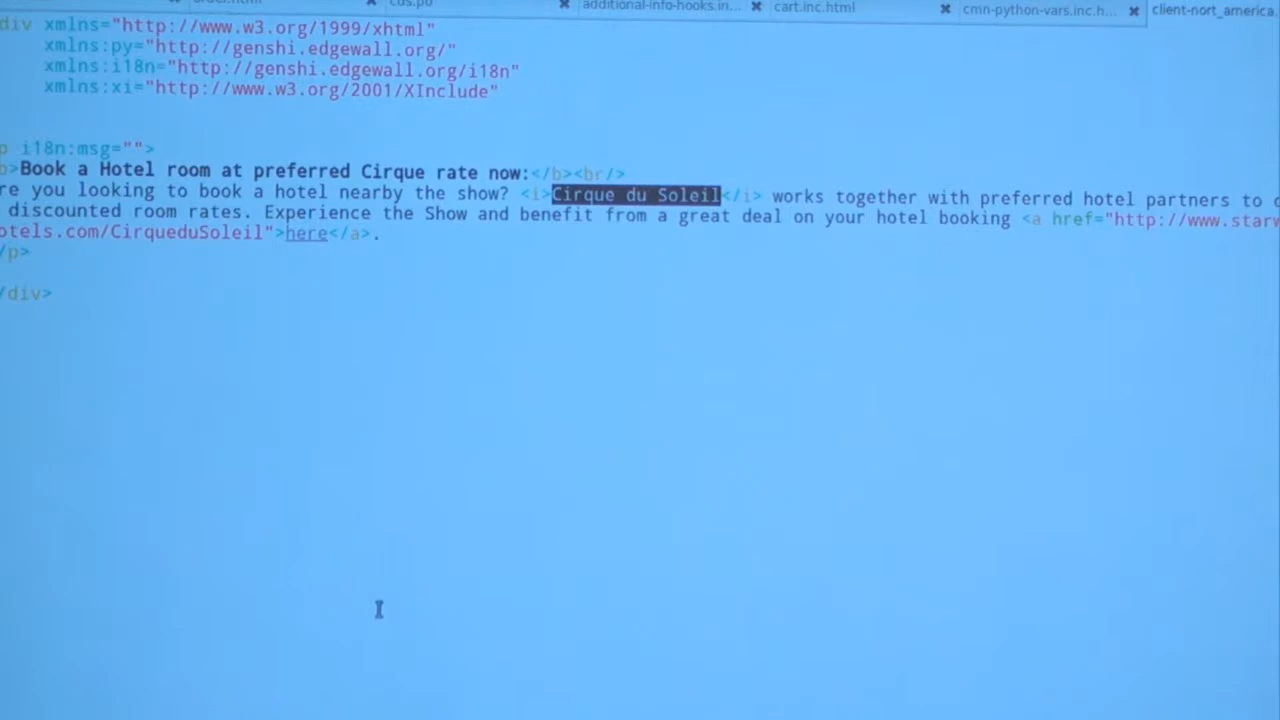 cus.po additional-info-hooks.in... cart.inc.html cmn-python-vars.inc.h... client-nort_america
div xmlns="http://www.w3.org/1999/xhtml"
xmlns:py="http://genshi.edgewall.org/"
xmlns:i18n="http://genshi.edgewall.org/i18n"
xmlns:xi="http://www.w3.org/2001/XInclude"
p i18n:msg="">
b>Book a Hotel room at preferred Cirque rate now:</b><br/>
re you looking to book a hotel nearby the show? <i>Cirque du Soleil</i> works together with preferred hotel partners to
discounted room rates. Experience the Show and benefit from a great deal on your hotel booking <a href="http://www.starw
otels.com/CirqueduSoleil">here</a>.
/p>
/div>